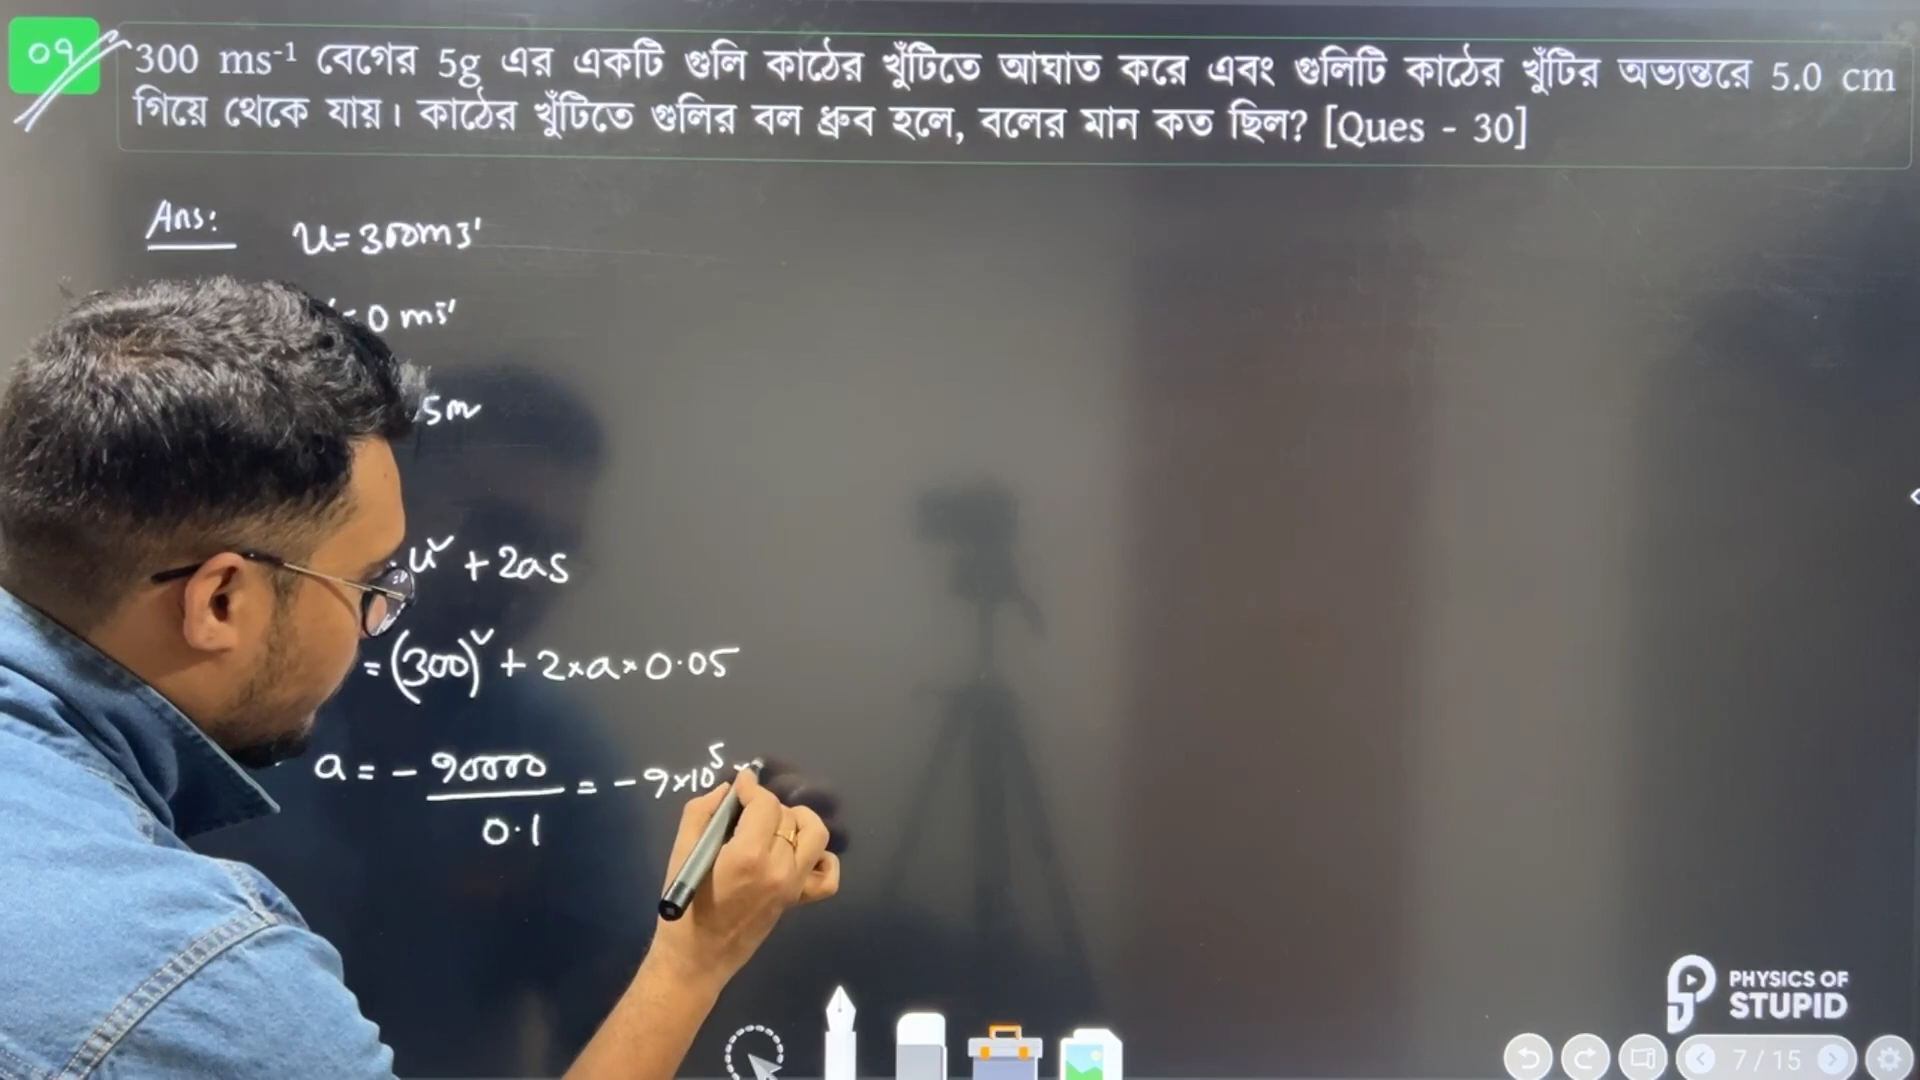 ০৭
300 ms⁻¹ বেগের 5g এর একটি গুলি কাঠের খুঁটিতে আঘাত করে এবং গুলিটি কাঠের খুঁটির অভ্যন্তরে 5.0 cm
গিয়ে থেকে যায়। কাঠের খুঁটিতে গুলির বল ধ্রুব হলে, বলের মান কত ছিল? [Ques - 30]
Ans: u = 300 ms⁻¹
= 0 ms⁻¹
5m
u² + 2as
= (300)² + 2×a×0.05
a = - 90000 / 0.1 = - 9×10⁵
PHYSICS OF
STUPID
7 / 15